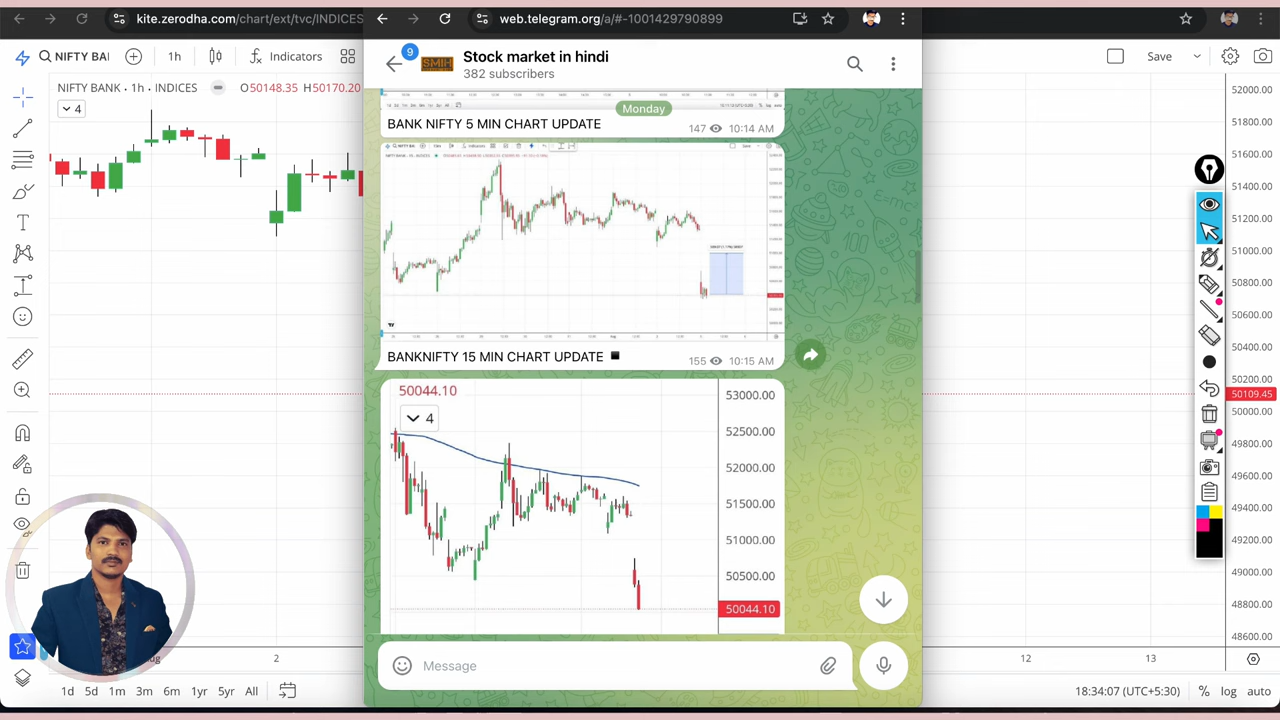 kite.zerodha.com/chart/ext/tvc/INDICES
web.telegram.org/a/#-1001429790899
NIFTY BA
1h
Indicators
Save
NIFTY BANK · 1h · INDICES
O50148.35 H50170.20
4
9
SMIH
Stock market in hindi
382 subscribers
Monday
BANK NIFTY 5 MIN CHART UPDATE
147
10:14 AM
BANKNIFTY 15 MIN CHART UPDATE
155
10:15 AM
50044.10
4
53000.00
52500.00
52000.00
51500.00
51000.00
50500.00
50044.10
Message
52000.00
51800.00
51600.00
51400.00
51200.00
51000.00
50800.00
50600.00
50400.00
50200.00
50109.45
50000.00
49800.00
49600.00
49400.00
49200.00
49000.00
48800.00
48600.00
2
12
13
1d
5d
1m
3m
6m
1yr
5yr
All
18:34:07 (UTC+5:30)
%
log
auto